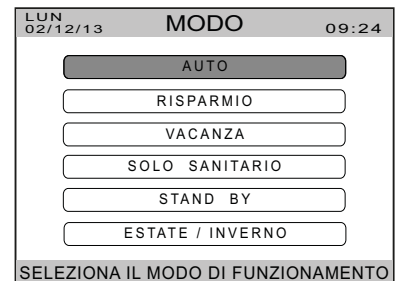 LUN
02/12/13 MODO 09:24
AUTO
RISPARMIO
VACANZA
SOLO SANITARIO
STAND BY
ESTATE / INVERNO
SELEZIONA IL MODO DI FUNZIONAMENTO